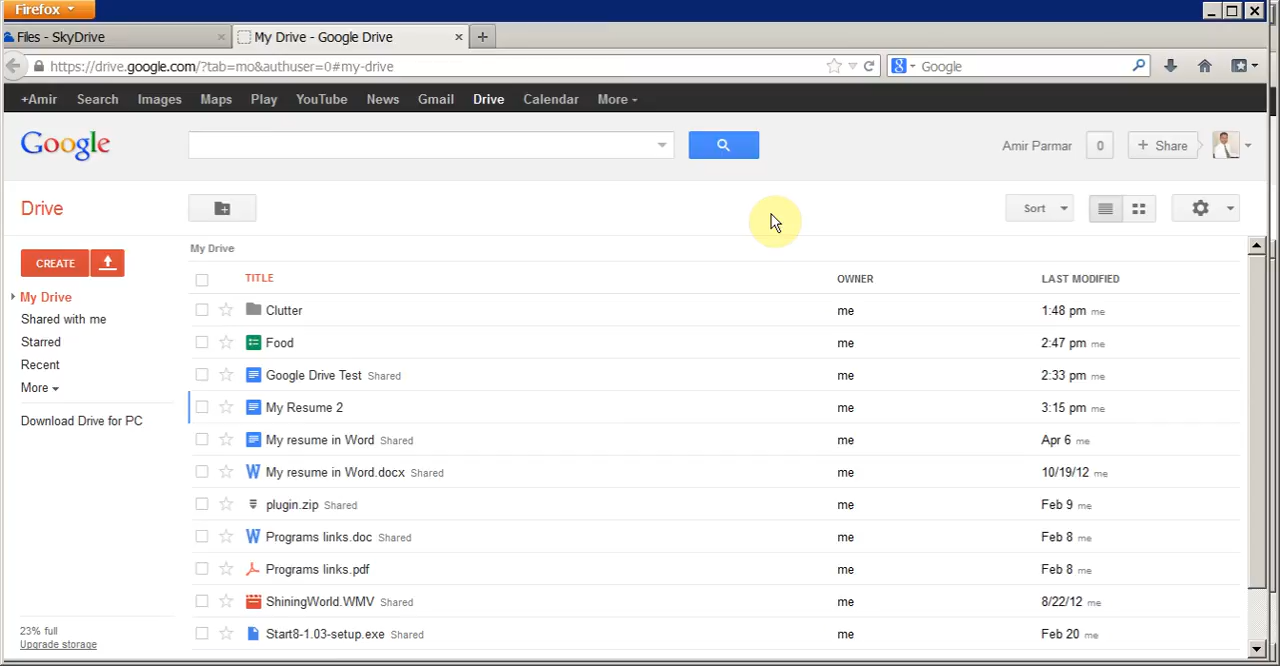 Firefox
Files - SkyDrive
My Drive - Google Drive
https://drive.google.com/?tab=mo&authuser=0#my-drive
Google
+Amir Search Images Maps Play YouTube News Gmail Drive Calendar More
Google
Amir Parmar 0 + Share
Drive
Sort
My Drive
CREATE
TITLE OWNER LAST MODIFIED
My Drive
Shared with me
Starred
Recent
More
Download Drive for PC
Clutter me 1:48 pm me
Food me 2:47 pm me
Google Drive Test Shared me 2:33 pm me
My Resume 2 me 3:15 pm me
My resume in Word Shared me Apr 6 me
My resume in Word.docx Shared me 10/19/12 me
plugin.zip Shared me Feb 9 me
Programs links.doc Shared me Feb 8 me
Programs links.pdf me Feb 8 me
ShiningWorld.WMV Shared me 8/22/12 me
Start8-1.03-setup.exe Shared me Feb 20 me
23% full
Upgrade storage